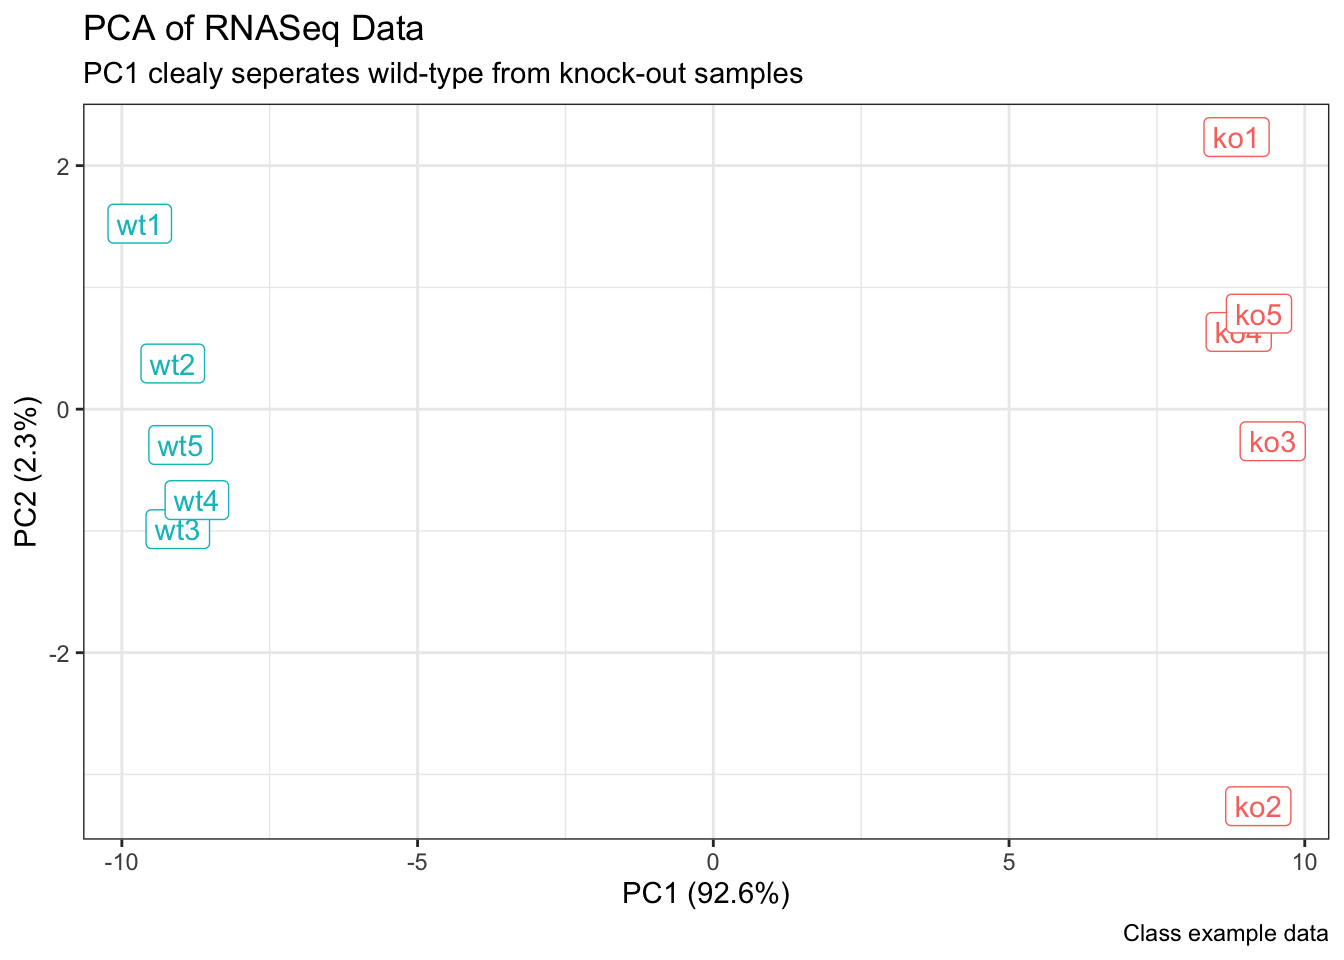 PCA of RNASeq Data
PC1 clealy seperates wild-type from knock-out samples
PC2 (2.3%)
2
0
-2
ko1
wt1
ko5
ko4
wt2
ko3
wt5
wt4
wt3
ko2
-10 -5 0 5 10
PC1 (92.6%)
Class example data